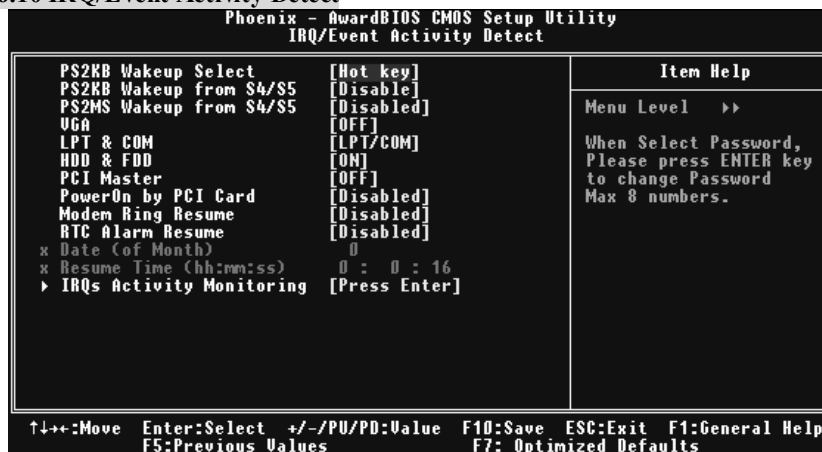 Phoenix - AwardBIOS CMOS Setup Utility
IRQ/Event Activity Detect
PS2KB Wakeup Select [Hot key]
PS2KB Wakeup from S4/S5 [Disable]
PS2MS Wakeup from S4/S5 [Disabled]
VGA [OFF]
LPT & COM [LPT/COM]
HDD & FDD [ON]
PCI Master [OFF]
PowerOn by PCI Card [Disabled]
Modem Ring Resume [Disabled]
RTC Alarm Resume [Disabled]
x Date (of Month) 0
x Resume Time (hh:mm:ss) 0 : 0 : 16
▸ IRQs Activity Monitoring [Press Enter]
Item Help
Menu Level ▸▸
When Select Password,
Please press ENTER key
to change Password
Max 8 numbers.
↑↓→←:Move Enter:Select +/-/PU/PD:Value F10:Save ESC:Exit F1:General Help
F5:Previous Values F7: Optimized Defaults